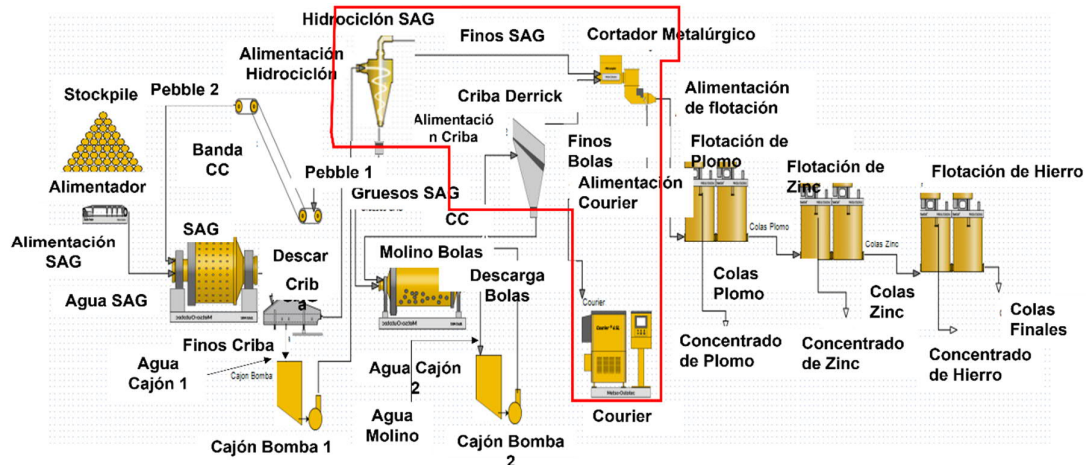 Hidrociclón SAG
Finos SAG
Cortador Metalúrgico
Alimentación
Hidrociclón
Stockpile
Pebble 2
Criba Derrick
Alimentación
de flotación
Alimentació
n Criba
Banda
CC
Finos
Bolas
Flotación de
Plomo
Flotación de
Zinc
Flotación de Hierro
Alimentador
Pebble 1
Gruesos SAG
CC
Alimentación
Courier
SAG
Alimentación
SAG
Descar
Molino Bolas
Colas Plomo
Colas Zinc
Descarga
Bolas
Colas
Plomo
Colas
Zinc
Colas
Finales
Agua SAG
Crib
a
Courier
Finos Criba
Agua
Cajón 1
Cajon Bomba
Agua Cajón
2
Concentrado
de Plomo
Concentrado
de Zinc
Concentrado
de Hierro
Agua
Molino
Courier
Cajón Bomba 1
Cajón Bomba
2